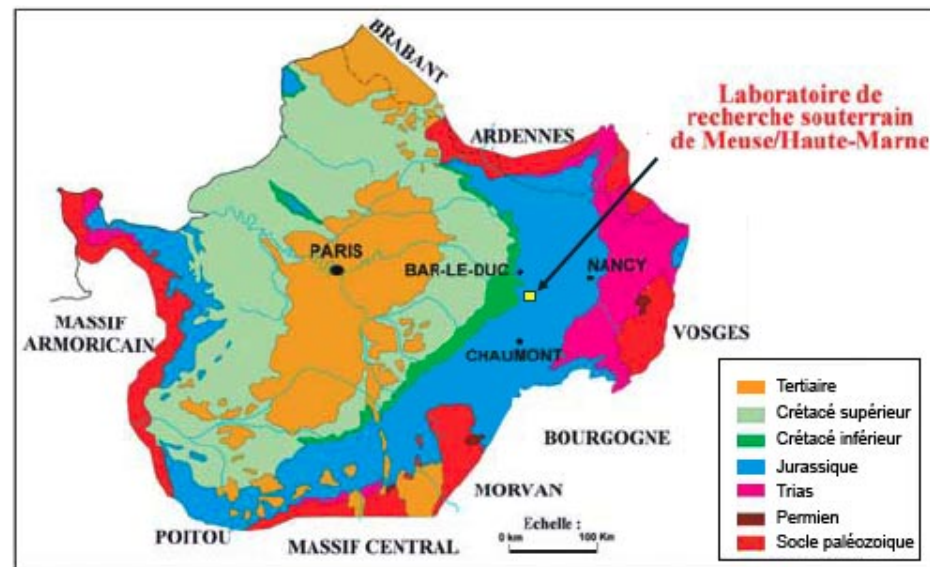 BRABANT
Laboratoire de
recherche souterrain
de Meuse/Haute-Marne
ARDENNES
PARIS
BAR-LE-DUC
NANCY
MASSIF
ARMORICAIN
VOSGES
CHAUMONT
BOURGOGNE
MORVAN
POITOU
MASSIF CENTRAL
Echelle :
0 km 100 Km
Tertiaire
Crétacé supérieur
Crétacé inférieur
Jurassique
Trias
Permien
Socle paléozoique